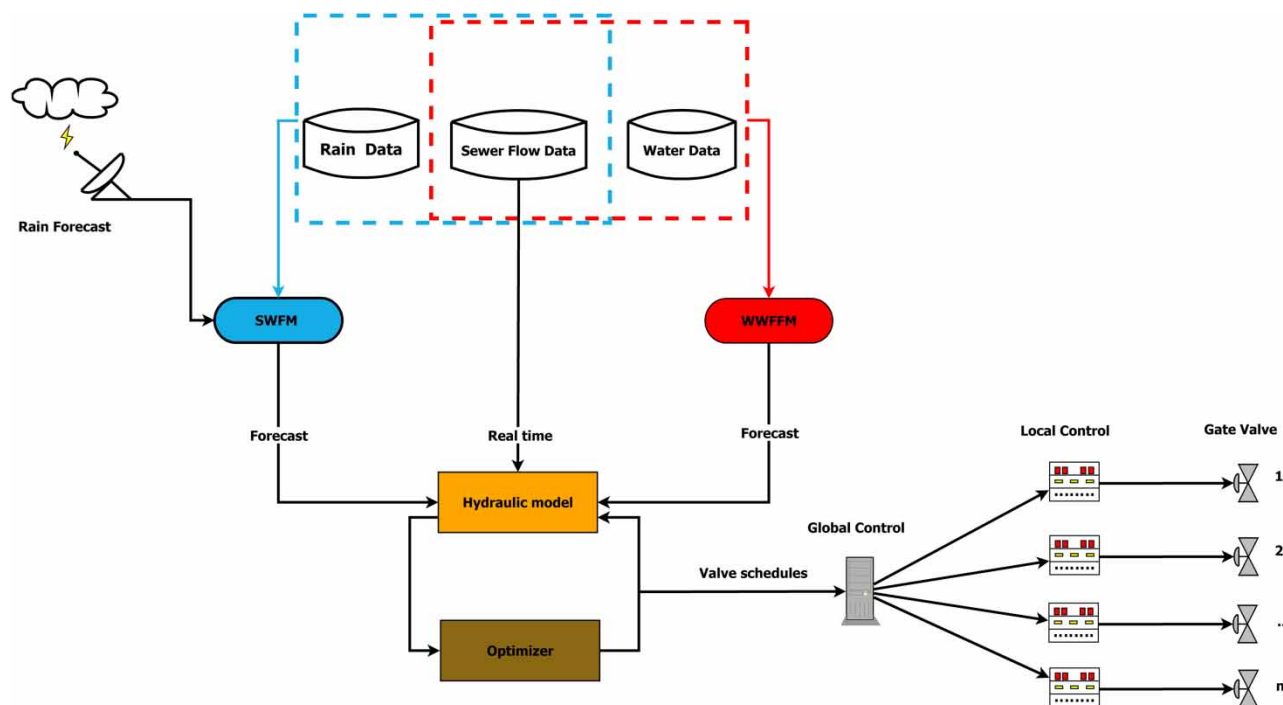 Rain Data
Sewer Flow Data
Water Data
Rain Forecast
SWFM
WWFFM
Forecast
Real time
Forecast
Local Control
Gate Valve
1
Hydraulic model
Global Control
2
Valve schedules
..
Optimizer
n